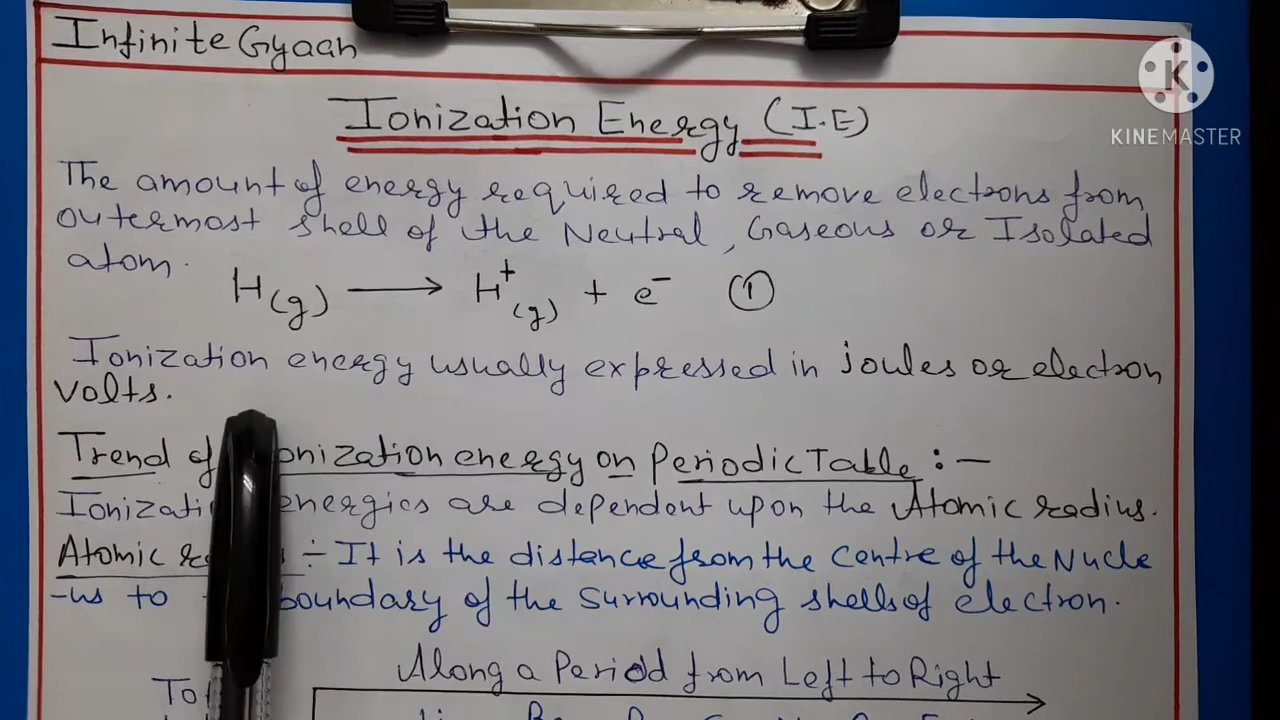 Infinite Gyaan
K
KINEMASTER
Ionization Energy (I.E)
The amount of energy required to remove electrons from
outermost shell of the Neutral, Gaseous or Isolated
atom.
H(g) ⟶ H⁺(g) + e⁻ ①
Ionization energy usually expressed in joules or electron
volts.
Trend of onization energy on Periodic Table :-
Ionizati energies are dependent upon the Atomic radius.
Atomic ÷ It is the distance from the centre of the Nucle
-us to boundary of the surrounding shells of electron.
Along a Period from Left to Right
To